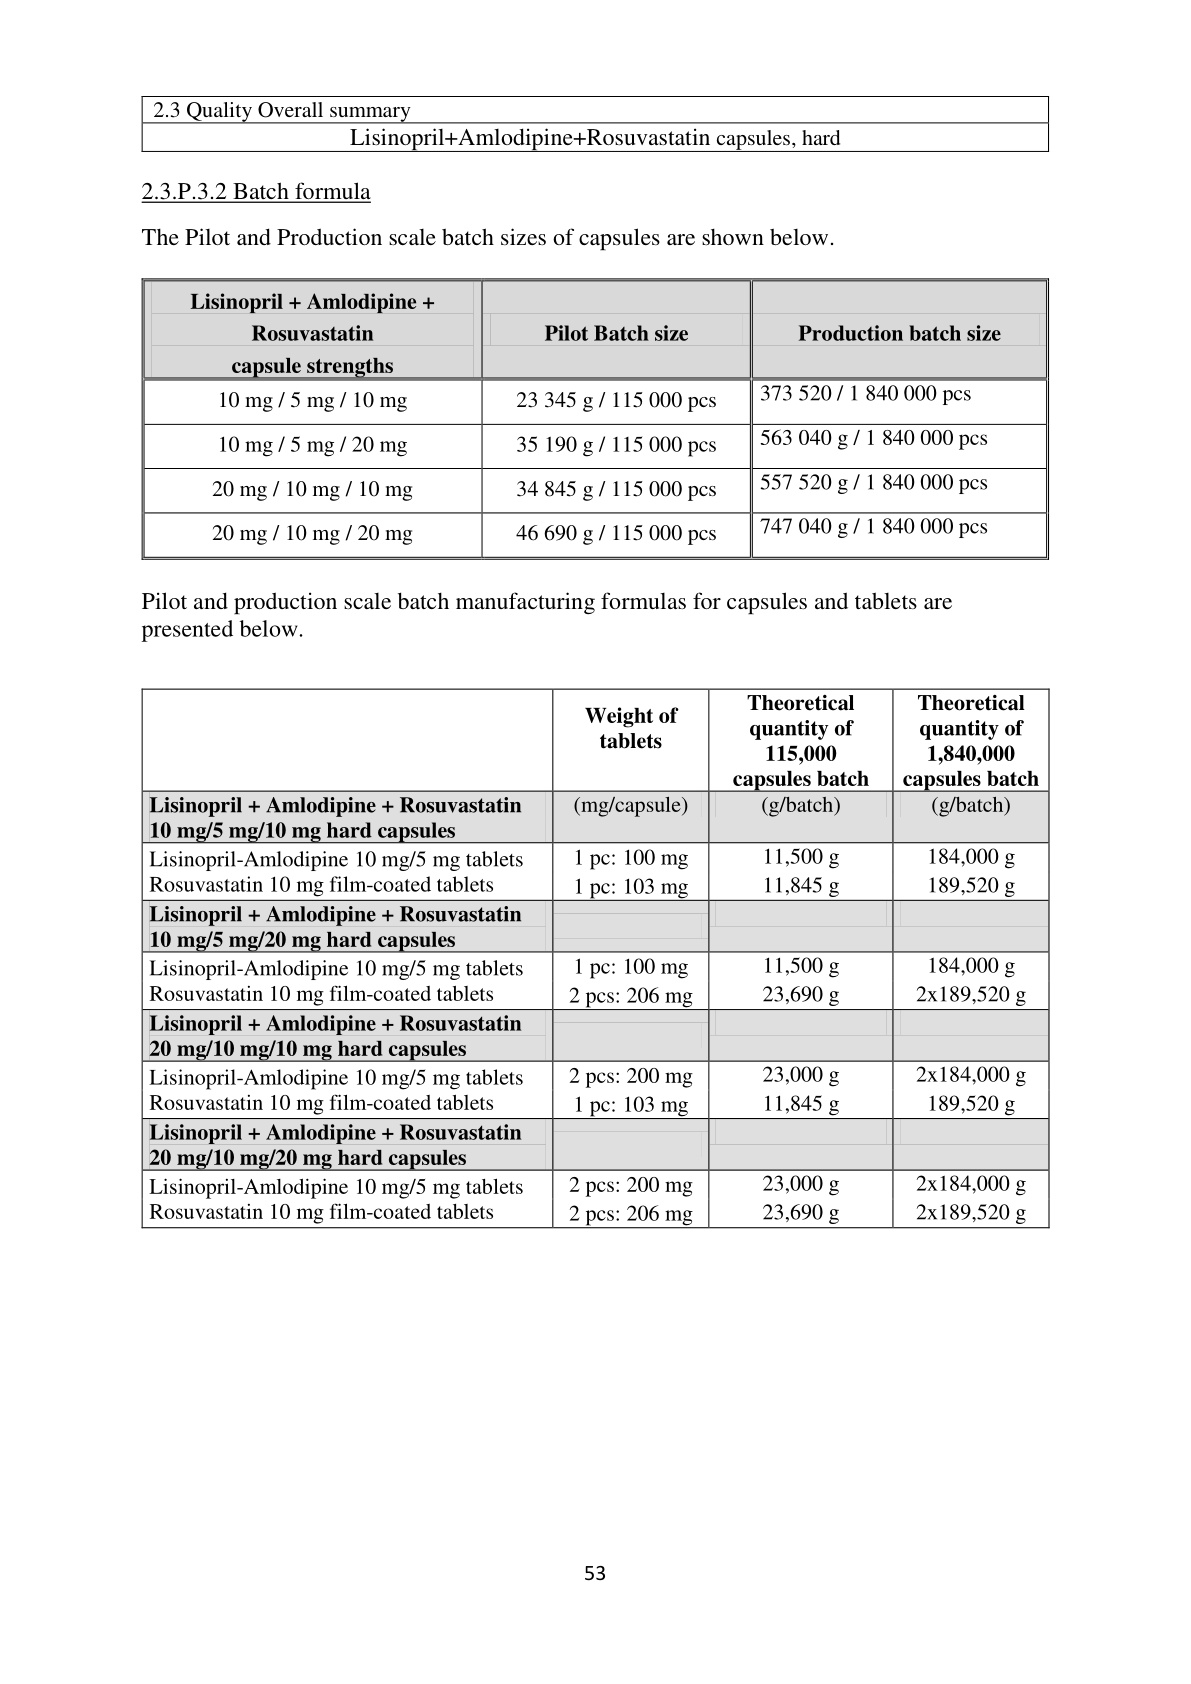 2.3 Quality Overall summary
Lisinopril+Amlodipine+Rosuvastatin capsules, hard
2.3.P.3.2 Batch formula
The Pilot and Production scale batch sizes of capsules are shown below.
Lisinopril + Amlodipine +
Rosuvastatin
capsule strengths
Pilot Batch size
Production batch size
10 mg / 5 mg / 10 mg
23 345 g / 115 000 pcs
373 520 / 1 840 000 pcs
10 mg / 5 mg / 20 mg
35 190 g / 115 000 pcs
563 040 g / 1 840 000 pcs
20 mg / 10 mg / 10 mg
34 845 g / 115 000 pcs
557 520 g / 1 840 000 pcs
20 mg / 10 mg / 20 mg
46 690 g / 115 000 pcs
747 040 g / 1 840 000 pcs
Pilot and production scale batch manufacturing formulas for capsules and tablets are
presented below.
Weight of
tablets
Theoretical
quantity of
115,000
capsules batch
Theoretical
quantity of
1,840,000
capsules batch
Lisinopril + Amlodipine + Rosuvastatin
10 mg/5 mg/10 mg hard capsules
(mg/capsule)
(g/batch)
(g/batch)
Lisinopril-Amlodipine 10 mg/5 mg tablets
1 pc: 100 mg
11,500 g
184,000 g
Rosuvastatin 10 mg film-coated tablets
1 pc: 103 mg
11,845 g
189,520 g
Lisinopril + Amlodipine + Rosuvastatin
10 mg/5 mg/20 mg hard capsules
Lisinopril-Amlodipine 10 mg/5 mg tablets
1 pc: 100 mg
11,500 g
184,000 g
Rosuvastatin 10 mg film-coated tablets
2 pcs: 206 mg
23,690 g
2x189,520 g
Lisinopril + Amlodipine + Rosuvastatin
20 mg/10 mg/10 mg hard capsules
Lisinopril-Amlodipine 10 mg/5 mg tablets
2 pcs: 200 mg
23,000 g
2x184,000 g
Rosuvastatin 10 mg film-coated tablets
1 pc: 103 mg
11,845 g
189,520 g
Lisinopril + Amlodipine + Rosuvastatin
20 mg/10 mg/20 mg hard capsules
Lisinopril-Amlodipine 10 mg/5 mg tablets
2 pcs: 200 mg
23,000 g
2x184,000 g
Rosuvastatin 10 mg film-coated tablets
2 pcs: 206 mg
23,690 g
2x189,520 g
53